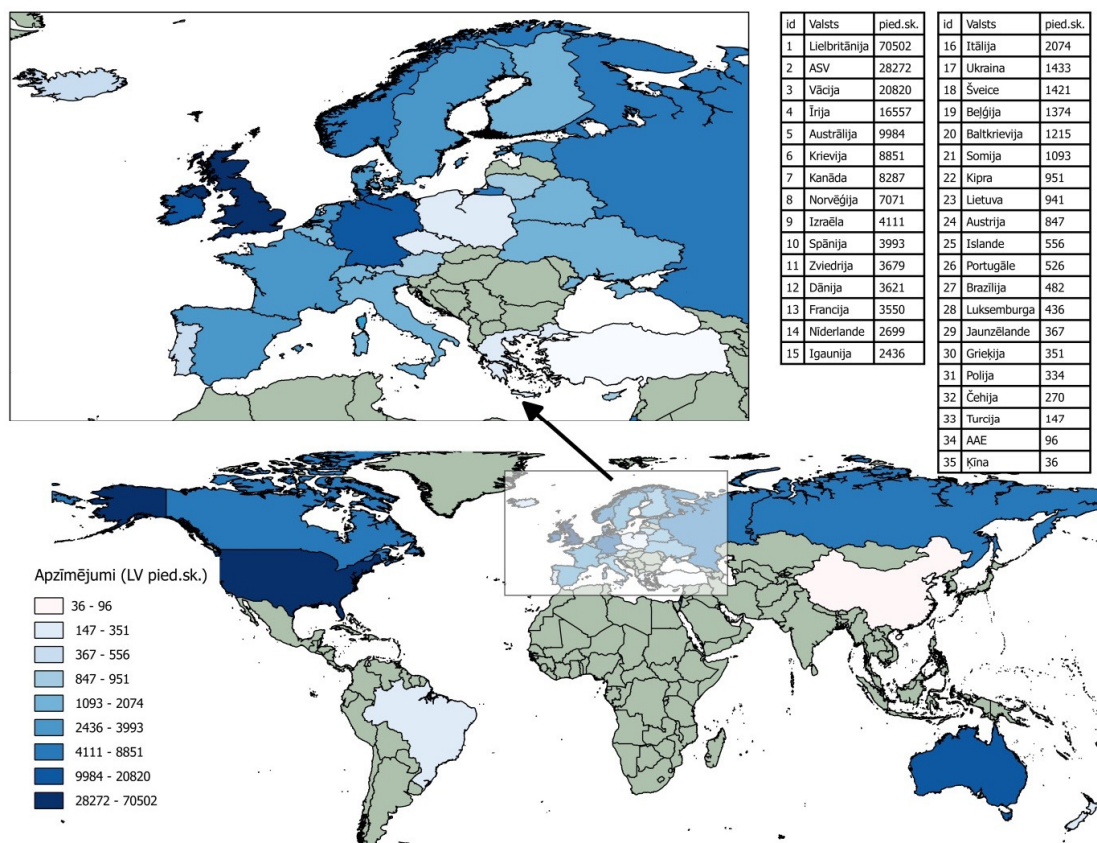 id Valsts pied.sk.
1 Lielbritānija 70502
2 ASV 28272
3 Vācija 20820
4 Īrija 16557
5 Austrālija 9984
6 Krievija 8851
7 Kanāda 8287
8 Norvēģija 7071
9 Izraēla 4111
10 Spānija 3993
11 Zviedrija 3679
12 Dānija 3621
13 Francija 3550
14 Nīderlande 2699
15 Igaunija 2436
id Valsts pied.sk.
16 Itālija 2074
17 Ukraina 1433
18 Šveice 1421
19 Beļģija 1374
20 Baltkrievija 1215
21 Somija 1093
22 Kipra 951
23 Lietuva 941
24 Austrija 847
25 Islande 556
26 Portugāle 526
27 Brazīlija 482
28 Luksemburga 436
29 Jaunzēlande 367
30 Grieķija 351
31 Polija 334
32 Čehija 270
33 Turcija 147
34 AAE 96
35 Ķīna 36
Apzīmējumi (LV pied.sk.)
36 - 96
147 - 351
367 - 556
847 - 951
1093 - 2074
2436 - 3993
4111 - 8851
9984 - 20820
28272 - 70502